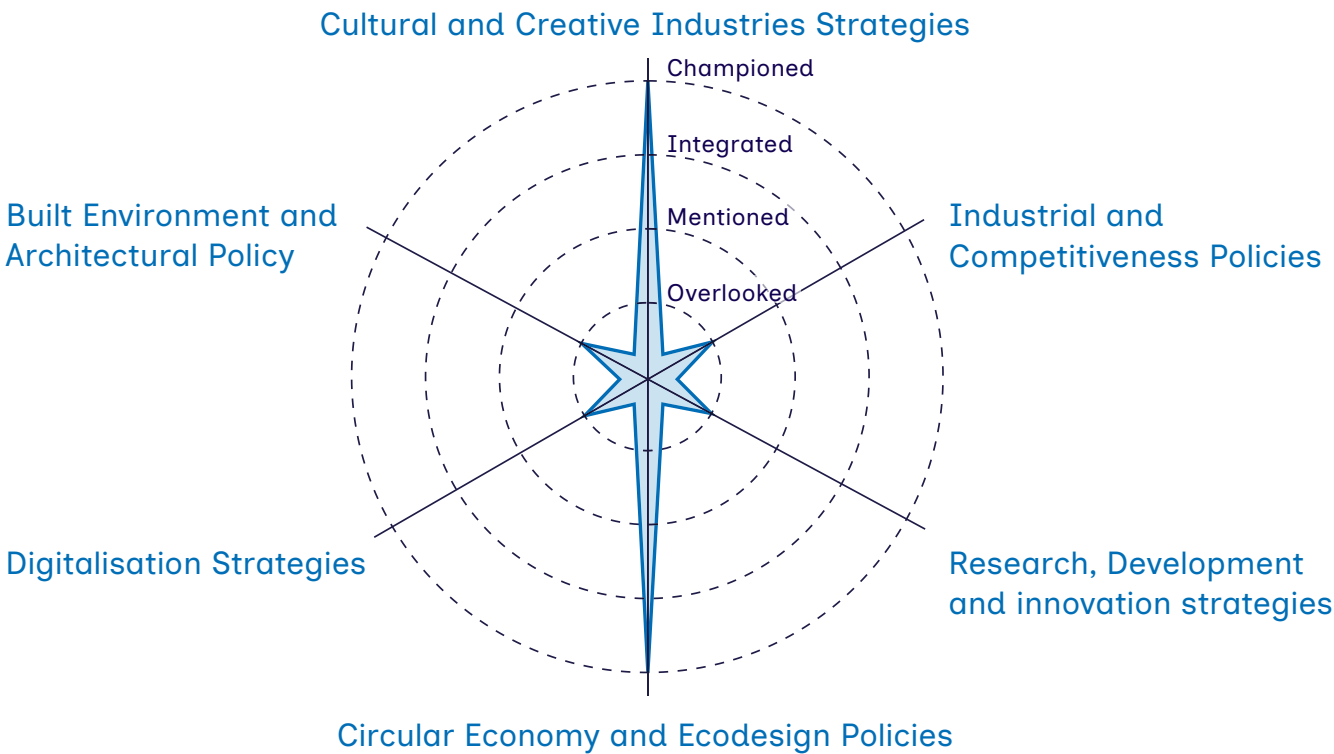 Cultural and Creative Industries Strategies
Championed
Integrated
Mentioned
Overlooked
Built Environment and
Architectural Policy
Industrial and
Competitiveness Policies
Digitalisation Strategies
Research, Development
and innovation strategies
Circular Economy and Ecodesign Policies